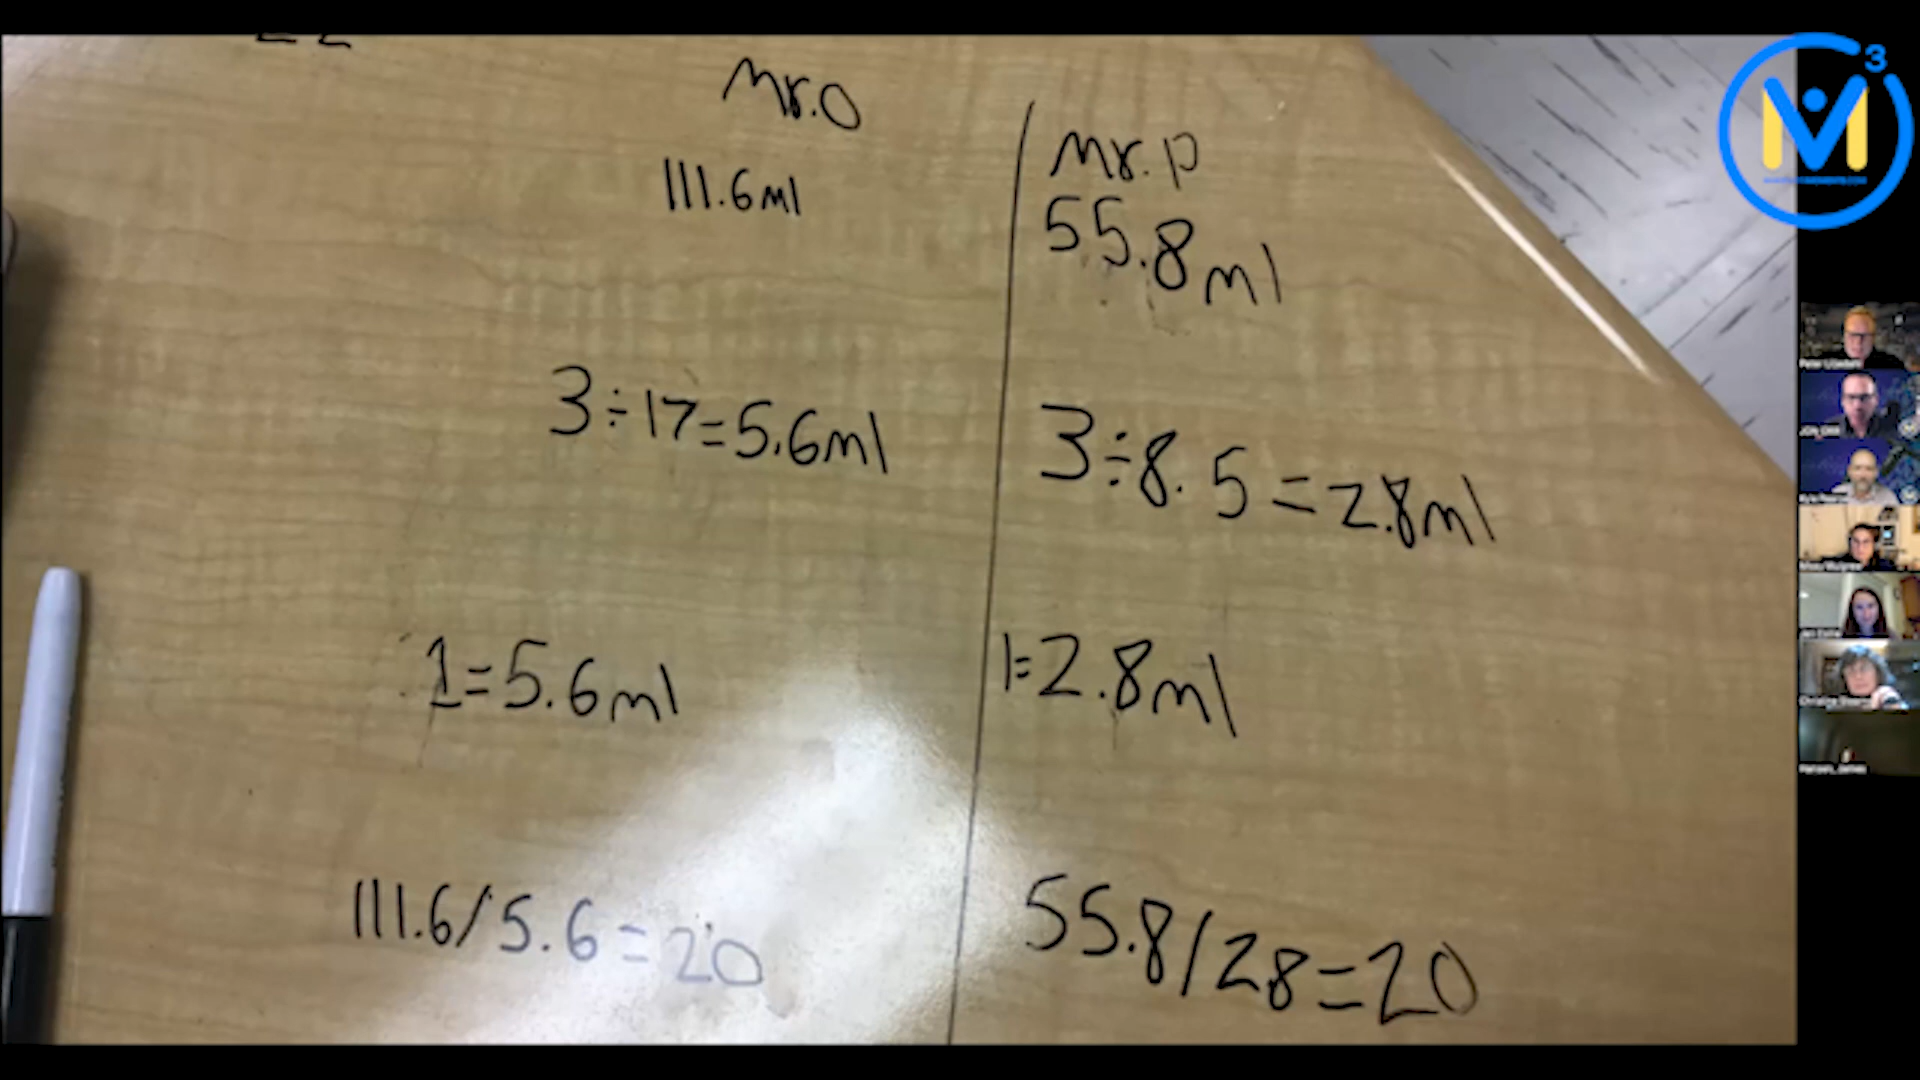 Mr.O
111.6ml
3÷17=5.6ml
1=5.6ml
111.6/5.6=20
Mr.P
55.8ml
3÷8.5=2.8ml
1=2.8ml
55.8/28=20
M
3